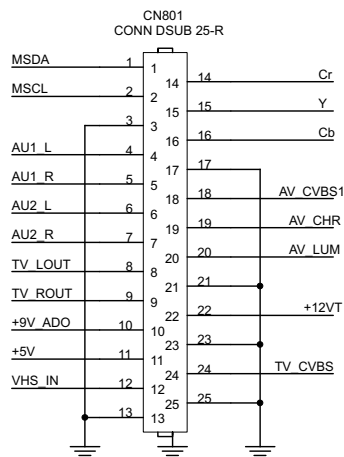 CN801
CONN DSUB 25-R
MSDA 1 1
14 14 Cr
MSCL 2 2
15 15 Y
3 3
16 16 Cb
AU1_L 4 4
17 17
AU1_R 5 5
18 18 AV_CVBS1
AU2_L 6 6
19 19 AV_CHR
AU2_R 7 7
20 20 AV_LUM
TV_LOUT 8 8
21 21
TV_ROUT 9 9
22 22 +12VT
+9V_ADO 10 10
23 23
+5V 11 11
24 24 TV_CVBS
VHS_IN 12 12
25 25
13 13